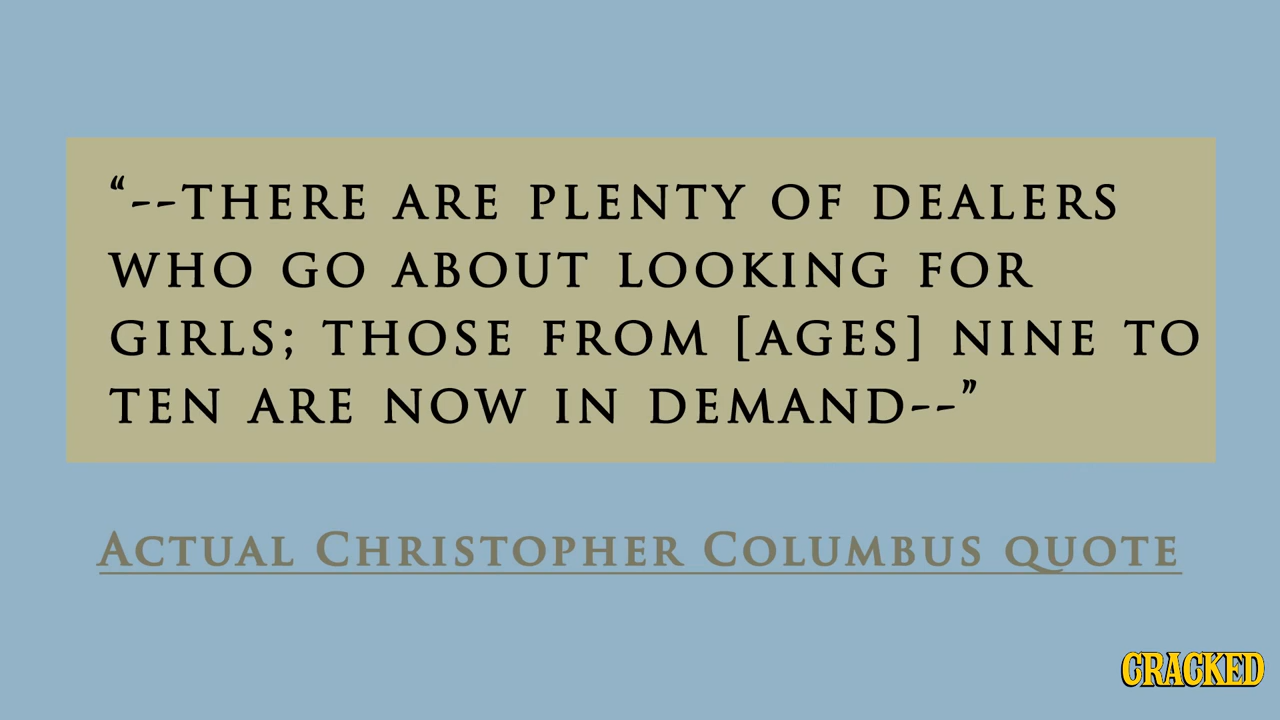 “--THERE ARE PLENTY OF DEALERS
WHO GO ABOUT LOOKING FOR
GIRLS; THOSE FROM [AGES] NINE TO
TEN ARE NOW IN DEMAND--”
ACTUAL CHRISTOPHER COLUMBUS QUOTE
CRACKED